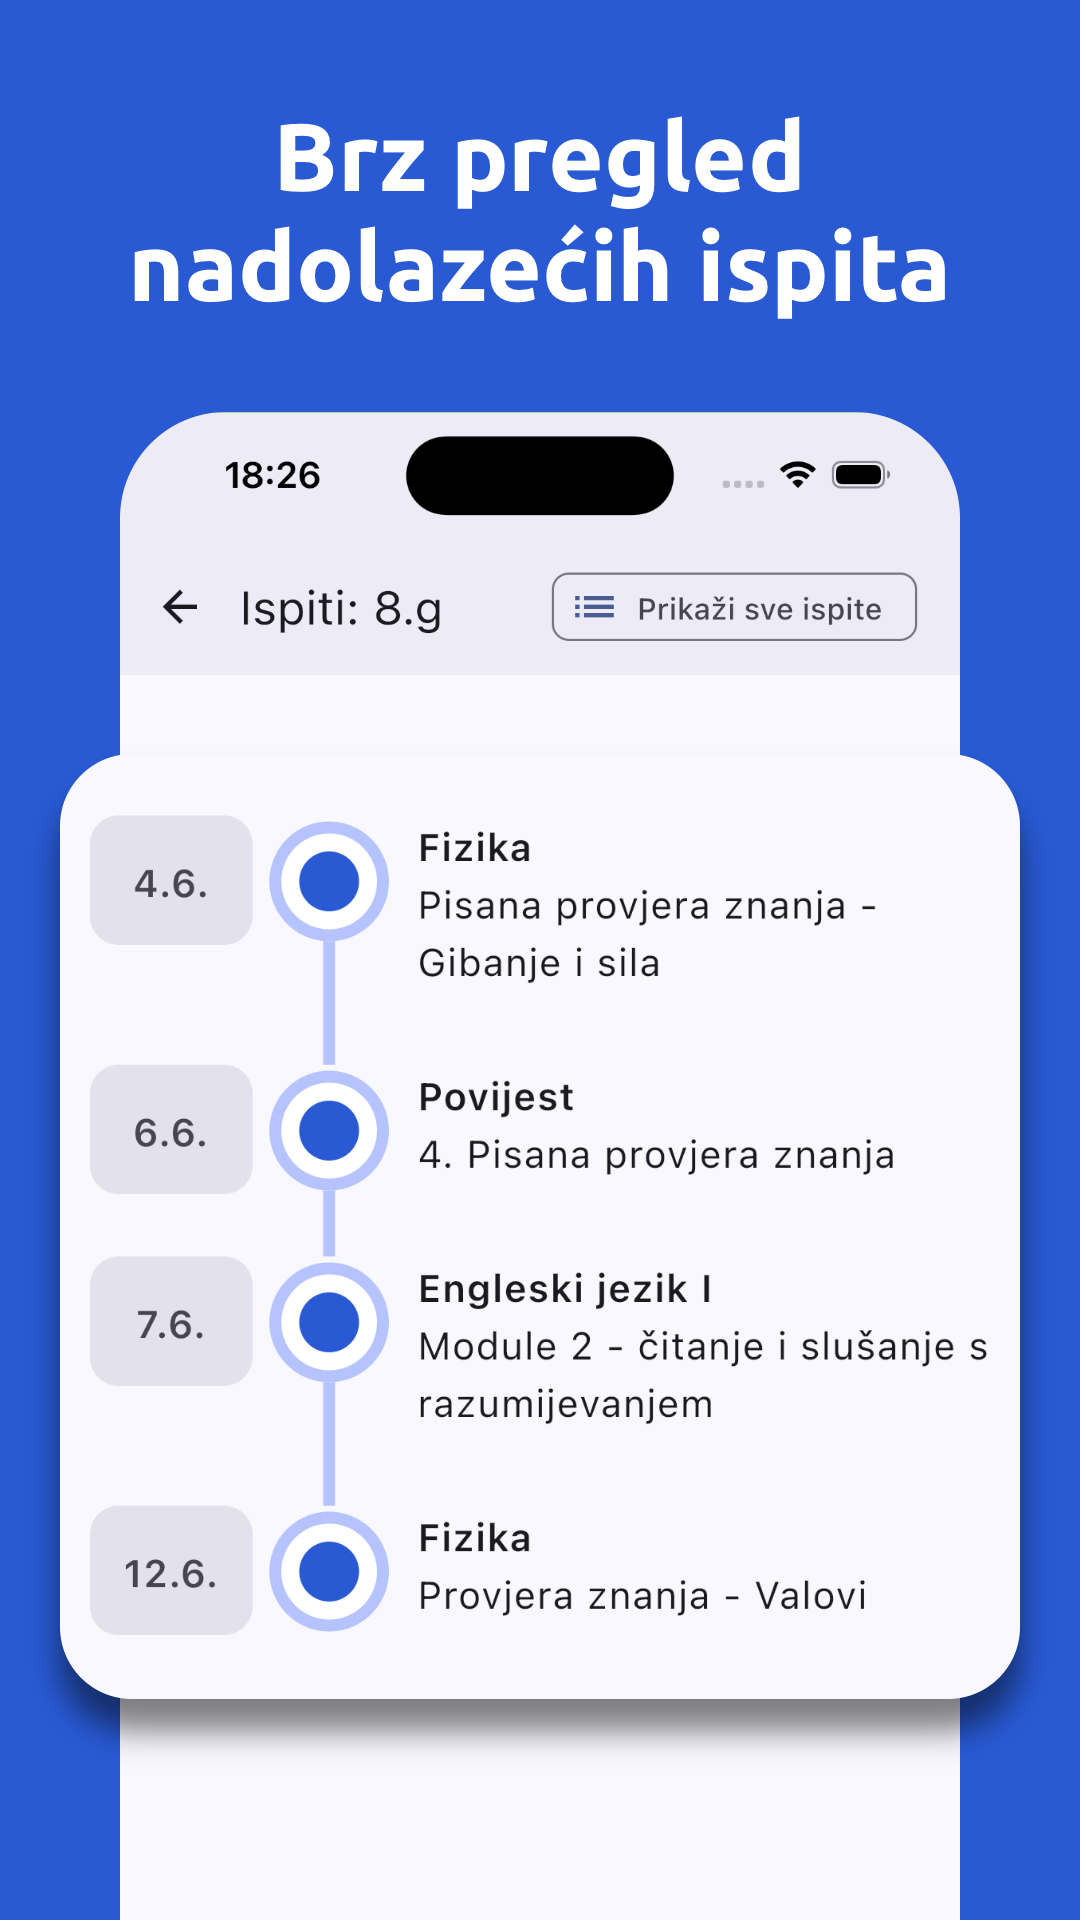 Brz pregled
nadolazećih ispita
18:26
Ispiti: 8.g
Prikaži sve ispite
4.6.
Fizika
Pisana provjera znanja -
Gibanje i sila
6.6.
Povijest
4. Pisana provjera znanja
7.6.
Engleski jezik I
Module 2 - čitanje i slušanje s
razumijevanjem
12.6.
Fizika
Provjera znanja - Valovi